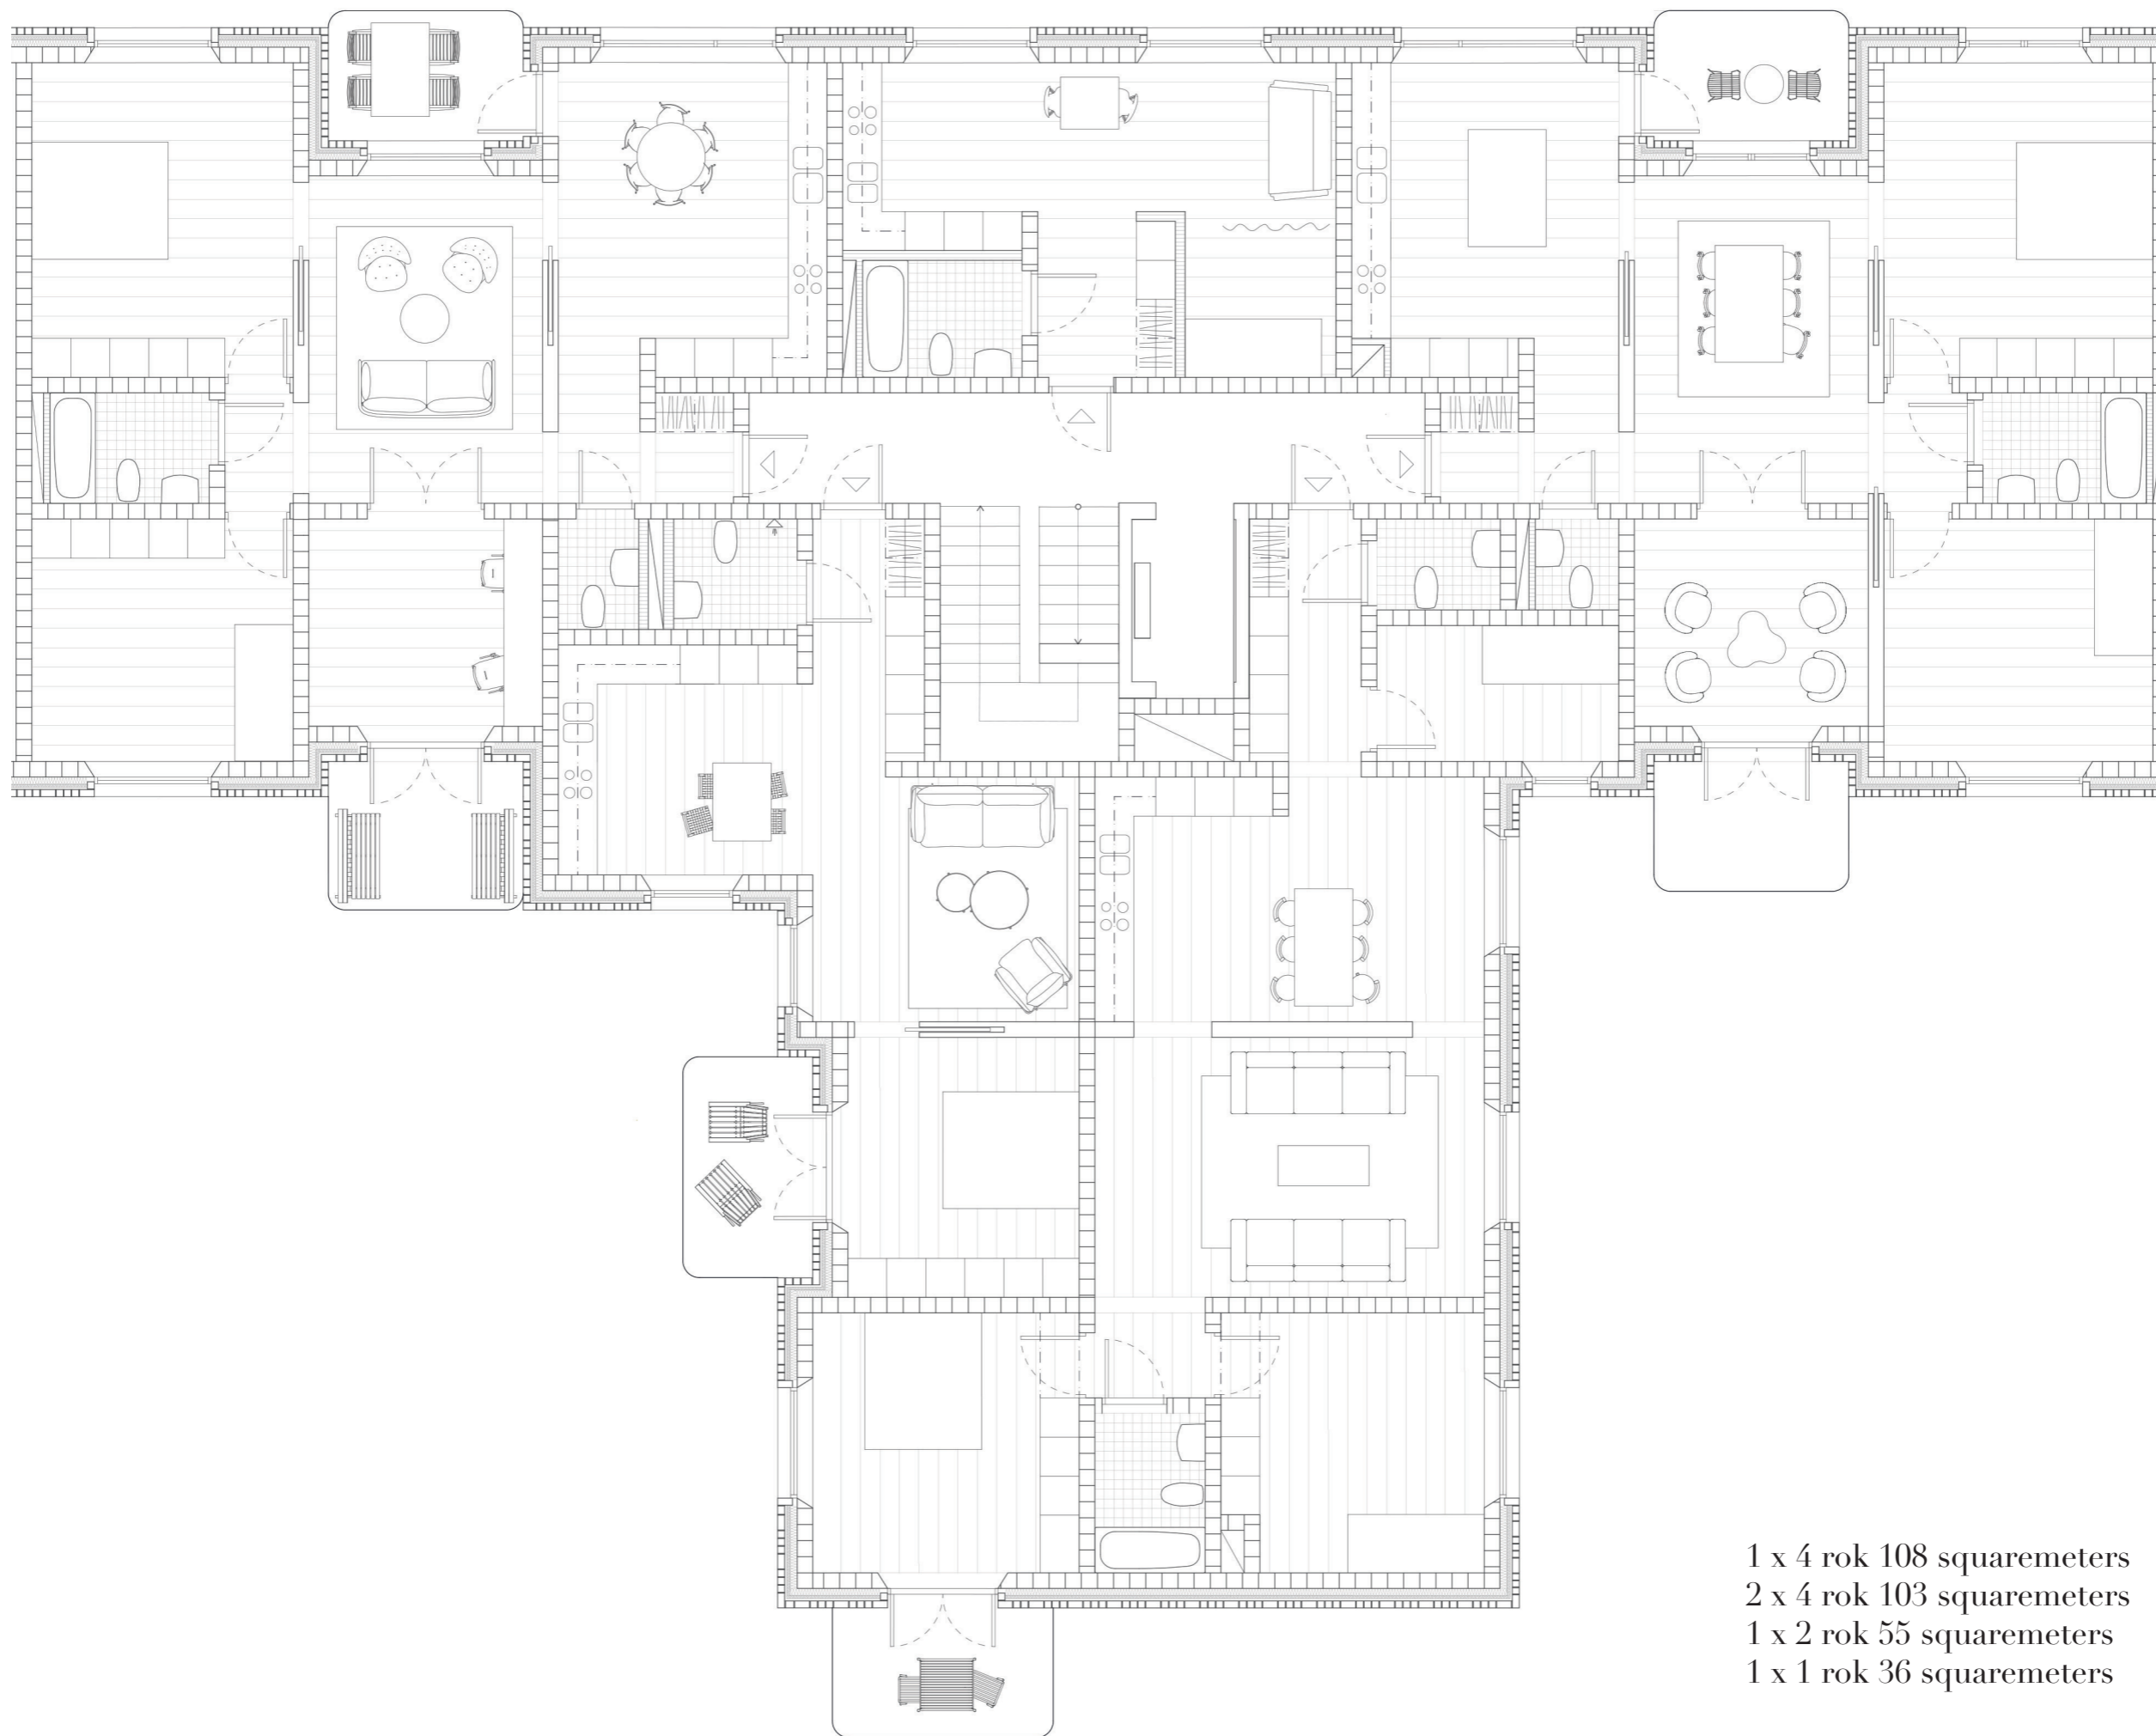 1 x 4 rok 108 squaremeters
2 x 4 rok 103 squaremeters
1 x 2 rok 55 squaremeters
1 x 1 rok 36 squaremeters